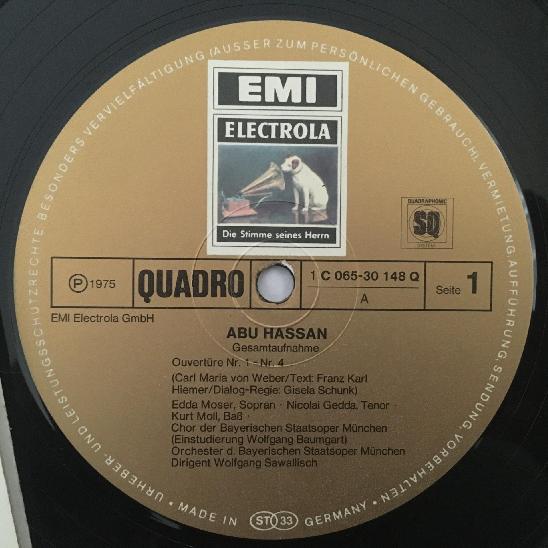 URHEBER- UND LEISTUNGSSCHUTZRECHTE, BESONDERS VERVIELFÄLTIGUNG (AUSSER ZUM PERSÖNLICHEN GEBRAUCH), VERMIETUNG, AUFFÜHRUNG, SENDUNG, VORBEHALTEN
EMI
ELECTROLA
Die Stimme seines Herrn
QUADRAPHONIC
SQ
SYSTEM
Ⓟ 1975
QUADRO
1 C 065-30 148 Q
A
Seite 1
EMI Electrola GmbH
ABU HASSAN
Gesamtaufnahme
Ouvertüre Nr. 1 - Nr. 4
(Carl Maria von Weber/Text: Franz Karl
Hiemer/Dialog-Regie: Gisela Schunk)
Edda Moser, Sopran · Nicolai Gedda, Tenor
Kurt Moll, Baß ·
Chor der Bayerischen Staatsoper München
(Einstudierung Wolfgang Baumgart)
Orchester d. Bayerischen Staatsoper München
Dirigent Wolfgang Sawallisch
• MADE IN ST 33 GERMANY •